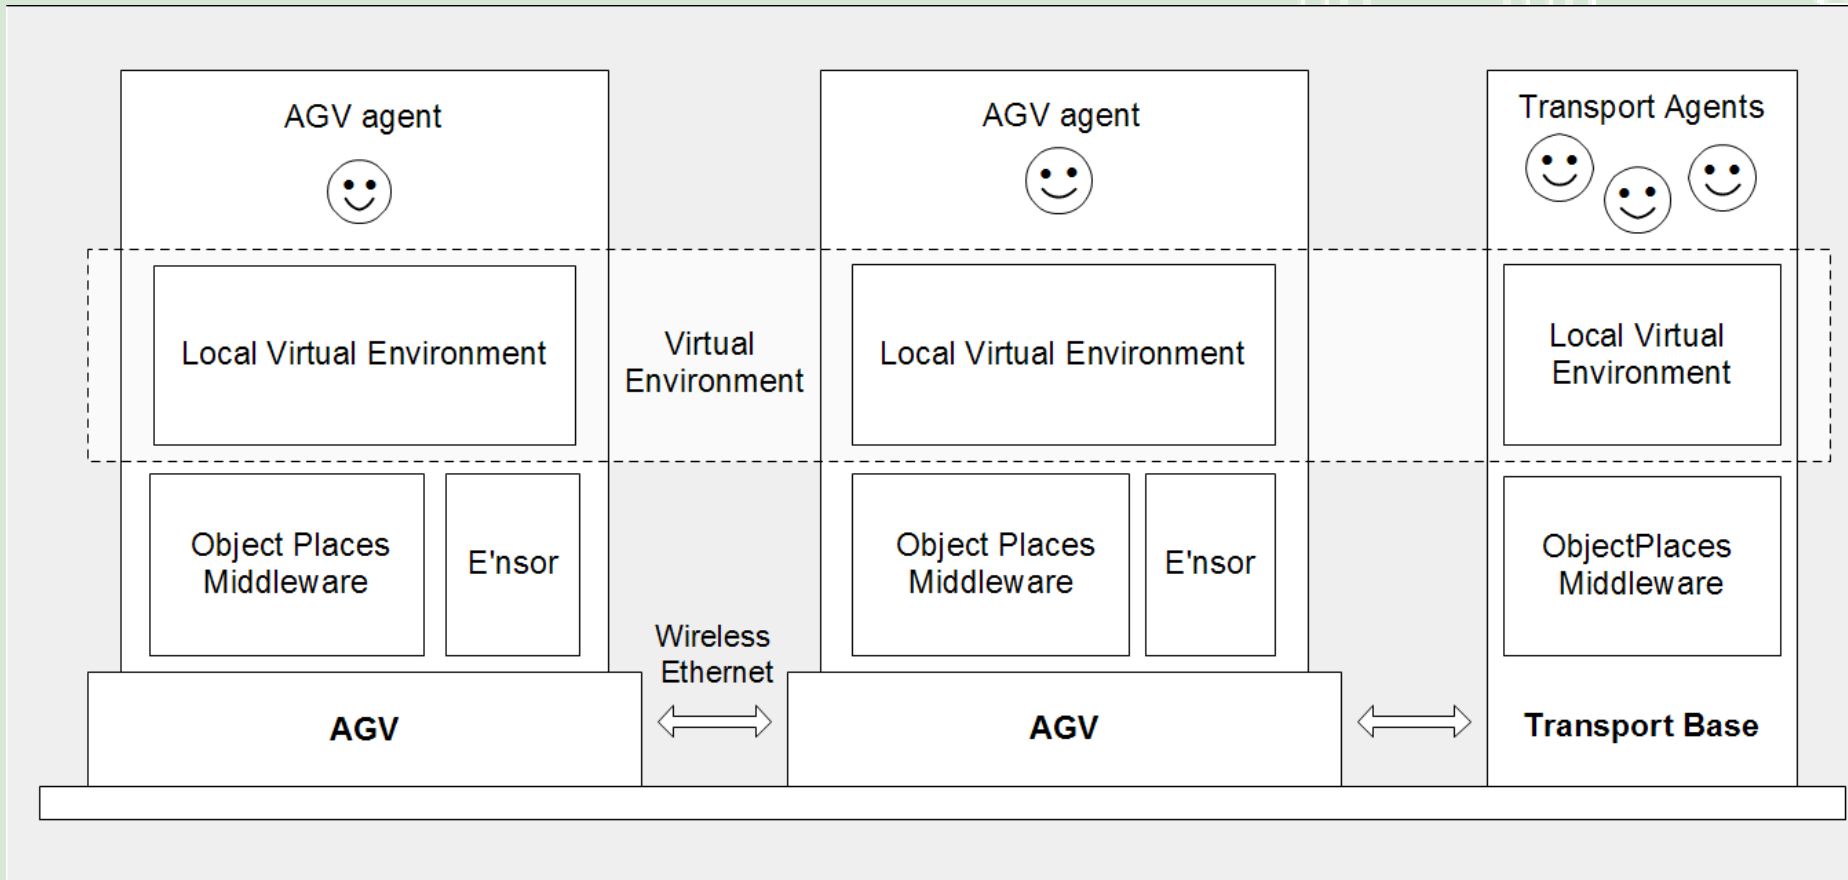 AGV agent
AGV agent
Transport Agents
Local Virtual Environment
Virtual
Environment
Local Virtual Environment
Local Virtual
Environment
Object Places
Middleware
E'nsor
Object Places
Middleware
E'nsor
ObjectPlaces
Middleware
Wireless
Ethernet
AGV
AGV
Transport Base